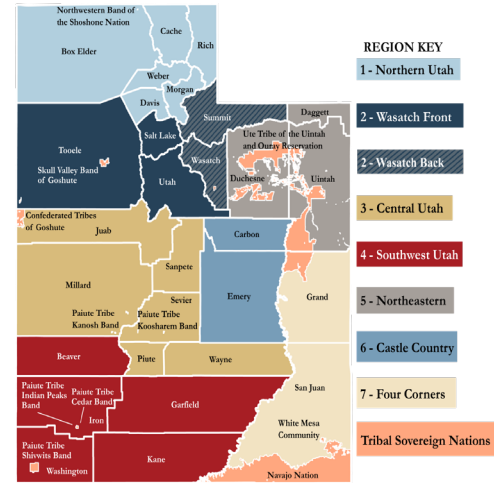 Northwestern Band of
the Shoshone Nation
Cache
Rich
Box Elder
Weber
Morgan
Davis
Summit
Daggett
Salt Lake
Ute Tribe of the Uintah
and Ouray Reservation
Tooele
Skull Valley Band
of Goshute
Wasatch
Duchesne
Uintah
Utah
Confederated Tribes
of Goshute
Juab
Carbon
Sanpete
Millard
Emery
Grand
Sevier
Paiute Tribe
Kanosh Band
Paiute Tribe
Koosharem Band
Beaver
Piute
Wayne
Paiute Tribe
Indian Peaks
Band
Paiute Tribe
Cedar Band
Iron
Garfield
San Juan
White Mesa
Community
Paiute Tribe
Shivwits Band
Washington
Kane
Navajo Nation
REGION KEY
1 - Northern Utah
2 - Wasatch Front
2 - Wasatch Back
3 - Central Utah
4 - Southwest Utah
5 - Northeastern
6 - Castle Country
7 - Four Corners
Tribal Sovereign Nations